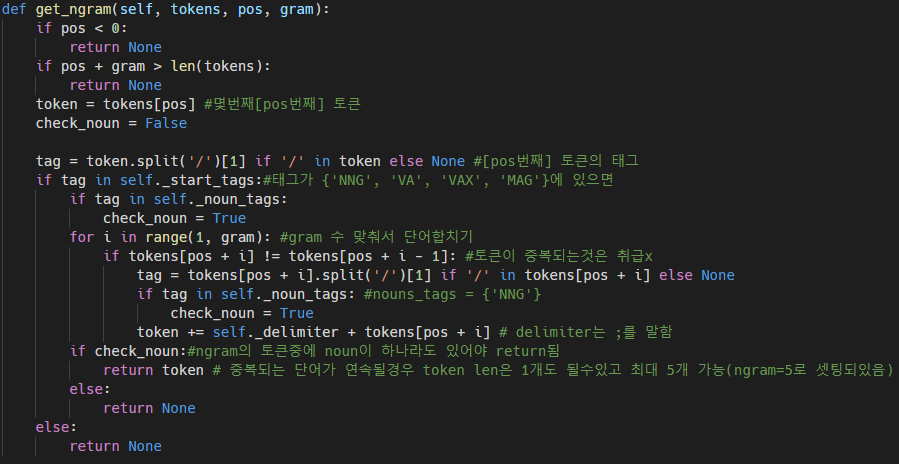 def get_ngram(self, tokens, pos, gram):
    if pos < 0:
        return None
    if pos + gram > len(tokens):
        return None
    token = tokens[pos] #몇번째[pos번째] 토큰
    check_noun = False

    tag = token.split('/')[1] if '/' in token else None #[pos번째] 토큰의 태그
    if tag in self._start_tags:#태그가 {'NNG', 'VA', 'VAX', 'MAG'}에 있으면
        if tag in self._noun_tags:
            check_noun = True
        for i in range(1, gram): #gram 수 맞춰서 단어합치기
            if tokens[pos + i] != tokens[pos + i - 1]: #토큰이 중복되는것은 취급x
                tag = tokens[pos + i].split('/')[1] if '/' in tokens[pos + i] else None
                if tag in self._noun_tags: #nouns_tags = {'NNG'}
                    check_noun = True
                token += self._delimiter + tokens[pos + i] # delimiter는 ;를 말함
        if check_noun:#ngram의 토큰중에 noun이 하나라도 있어야 return됨
            return token # 중복되는 단어가 연속될경우 token len은 1개도 될수있고 최대 5개 가능(ngram=5로 셋팅되있음)
        else:
            return None
    else:
        return None